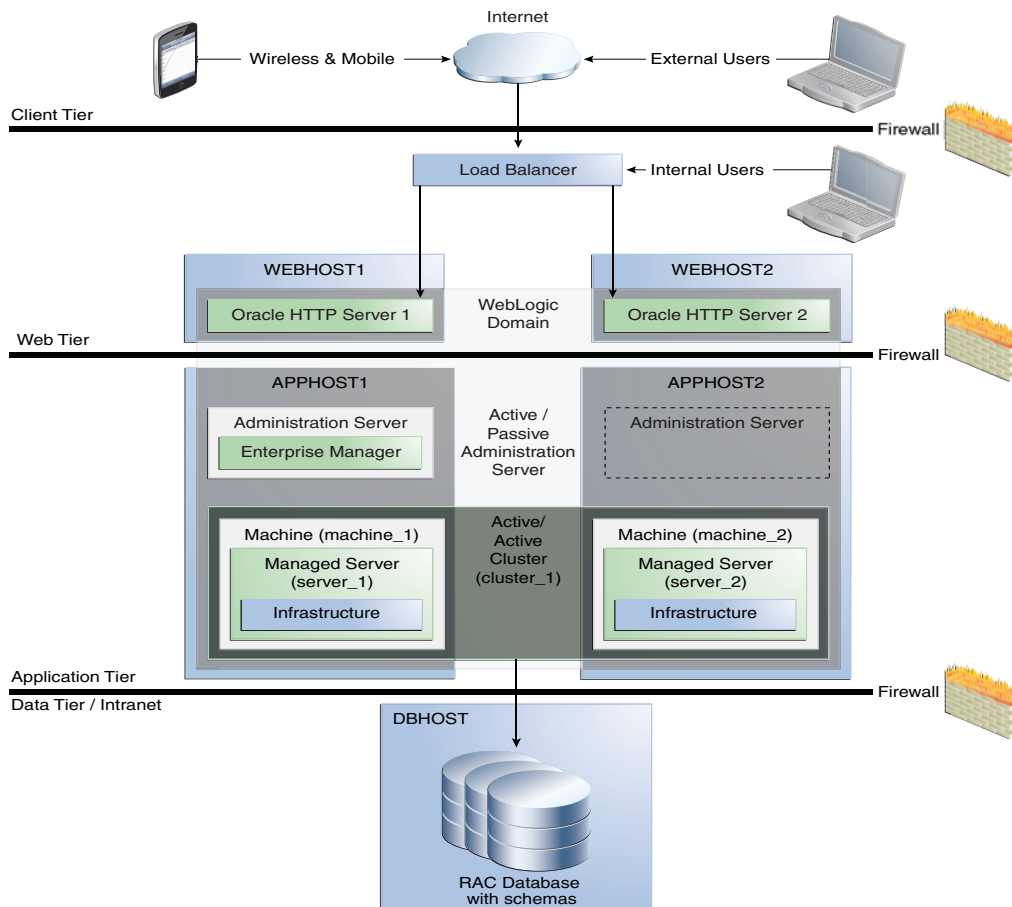 Internet
Wireless & Mobile
External Users
Client Tier
Firewall
Load Balancer
Internal Users
WEBHOST1
WEBHOST2
Oracle HTTP Server 1
WebLogic
Domain
Oracle HTTP Server 2
Web Tier
Firewall
APPHOST1
APPHOST2
Administration Server
Enterprise Manager
Active /
Passive
Administration
Server
Administration Server
Machine (machine_1)
Managed Server
(server_1)
Infrastructure
Active/
Active
Cluster
(cluster_1)
Machine (machine_2)
Managed Server
(server_2)
Infrastructure
Application Tier
Firewall
Data Tier / Intranet
DBHOST
RAC Database
with schemas